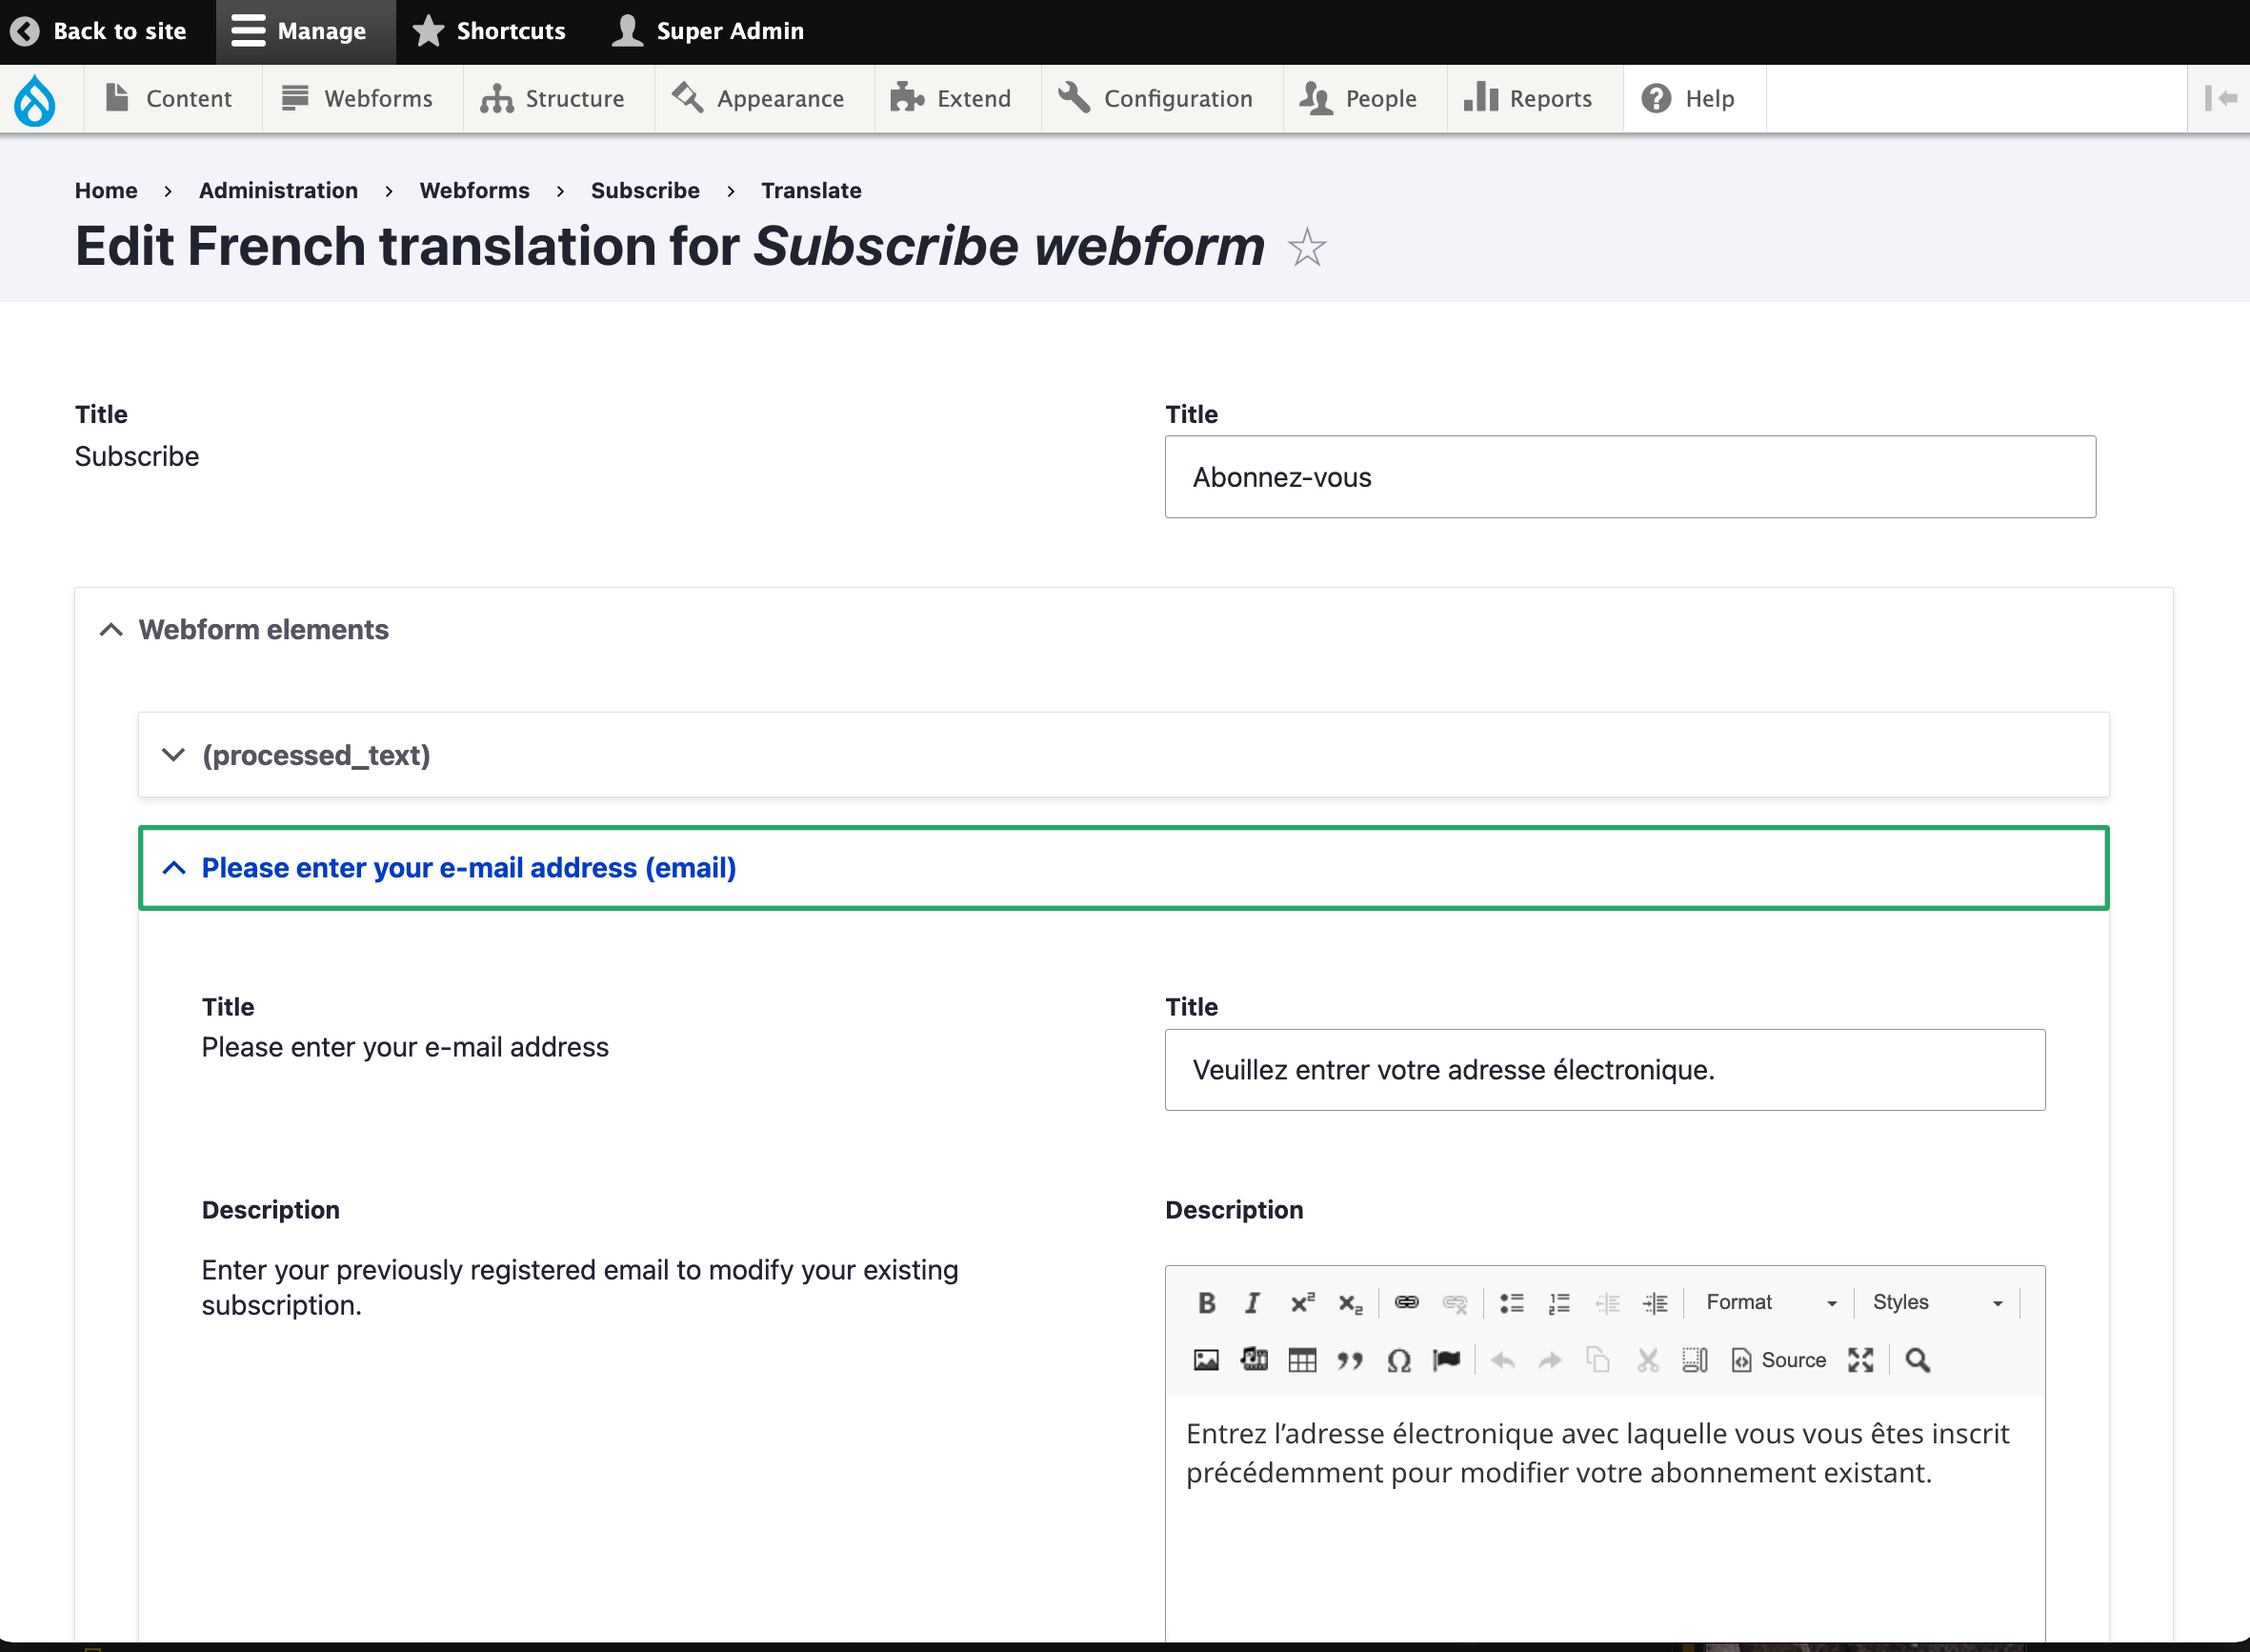 Back to site
Manage
Shortcuts
Super Admin
Content
Webforms
Structure
Appearance
Extend
Configuration
People
Reports
Help
Home › Administration › Webforms › Subscribe › Translate
Edit French translation for Subscribe webform
Title
Subscribe
Title
Abonnez-vous
Webform elements
(processed_text)
Please enter your e-mail address (email)
Title
Please enter your e-mail address
Title
Veuillez entrer votre adresse électronique.
Description
Enter your previously registered email to modify your existing
subscription.
Description
Format
Styles
Source
Entrez l’adresse électronique avec laquelle vous vous êtes inscrit
précédemment pour modifier votre abonnement existant.